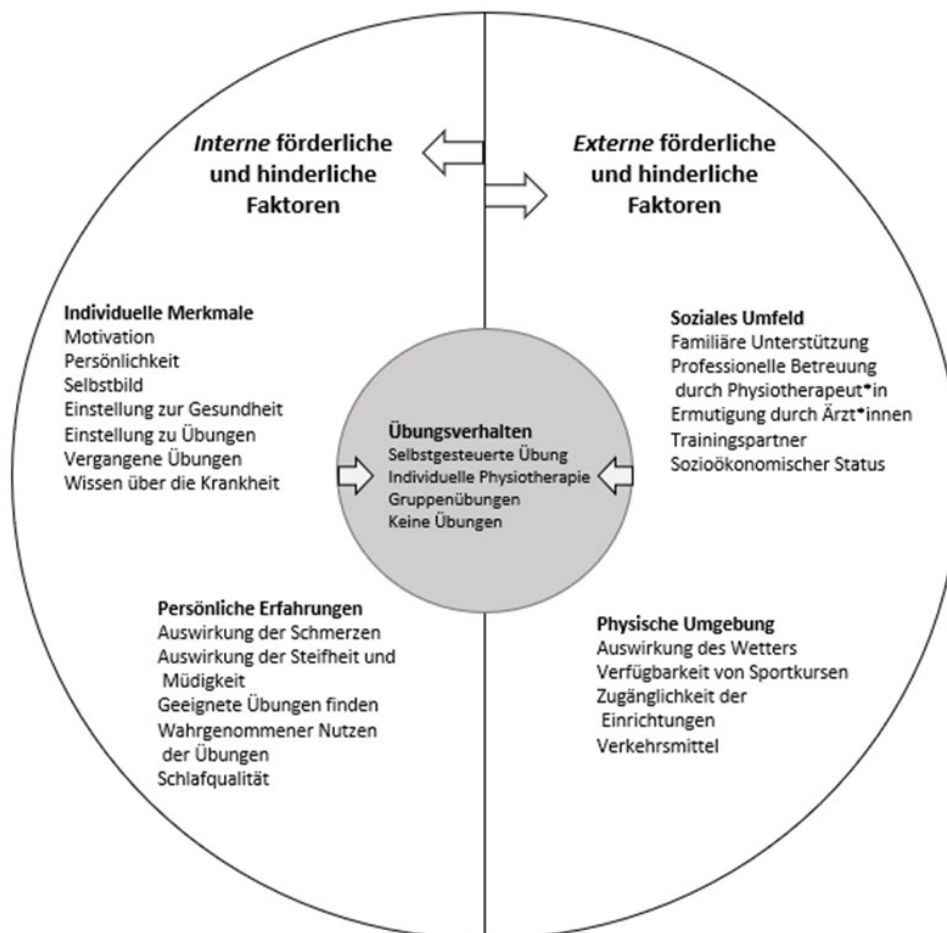 Interne förderliche
und hinderliche
Faktoren
Externe förderliche
und hinderliche
Faktoren
Individuelle Merkmale
Motivation
Persönlichkeit
Selbstbild
Einstellung zur Gesundheit
Einstellung zu Übungen
Vergangene Übungen
Wissen über die Krankheit
Soziales Umfeld
Familiäre Unterstützung
Professionelle Betreuung
durch Physiotherapeut*in
Ermutigung durch Ärzt*innen
Trainingspartner
Sozioökonomischer Status
Übungsverhalten
Selbstgesteuerte Übung
Individuelle Physiotherapie
Gruppenübungen
Keine Übungen
Persönliche Erfahrungen
Auswirkung der Schmerzen
Auswirkung der Steifheit und
Müdigkeit
Geeignete Übungen finden
Wahrgenommener Nutzen
der Übungen
Schlafqualität
Physische Umgebung
Auswirkung des Wetters
Verfügbarkeit von Sportkursen
Zugänglichkeit der
Einrichtungen
Verkehrsmittel